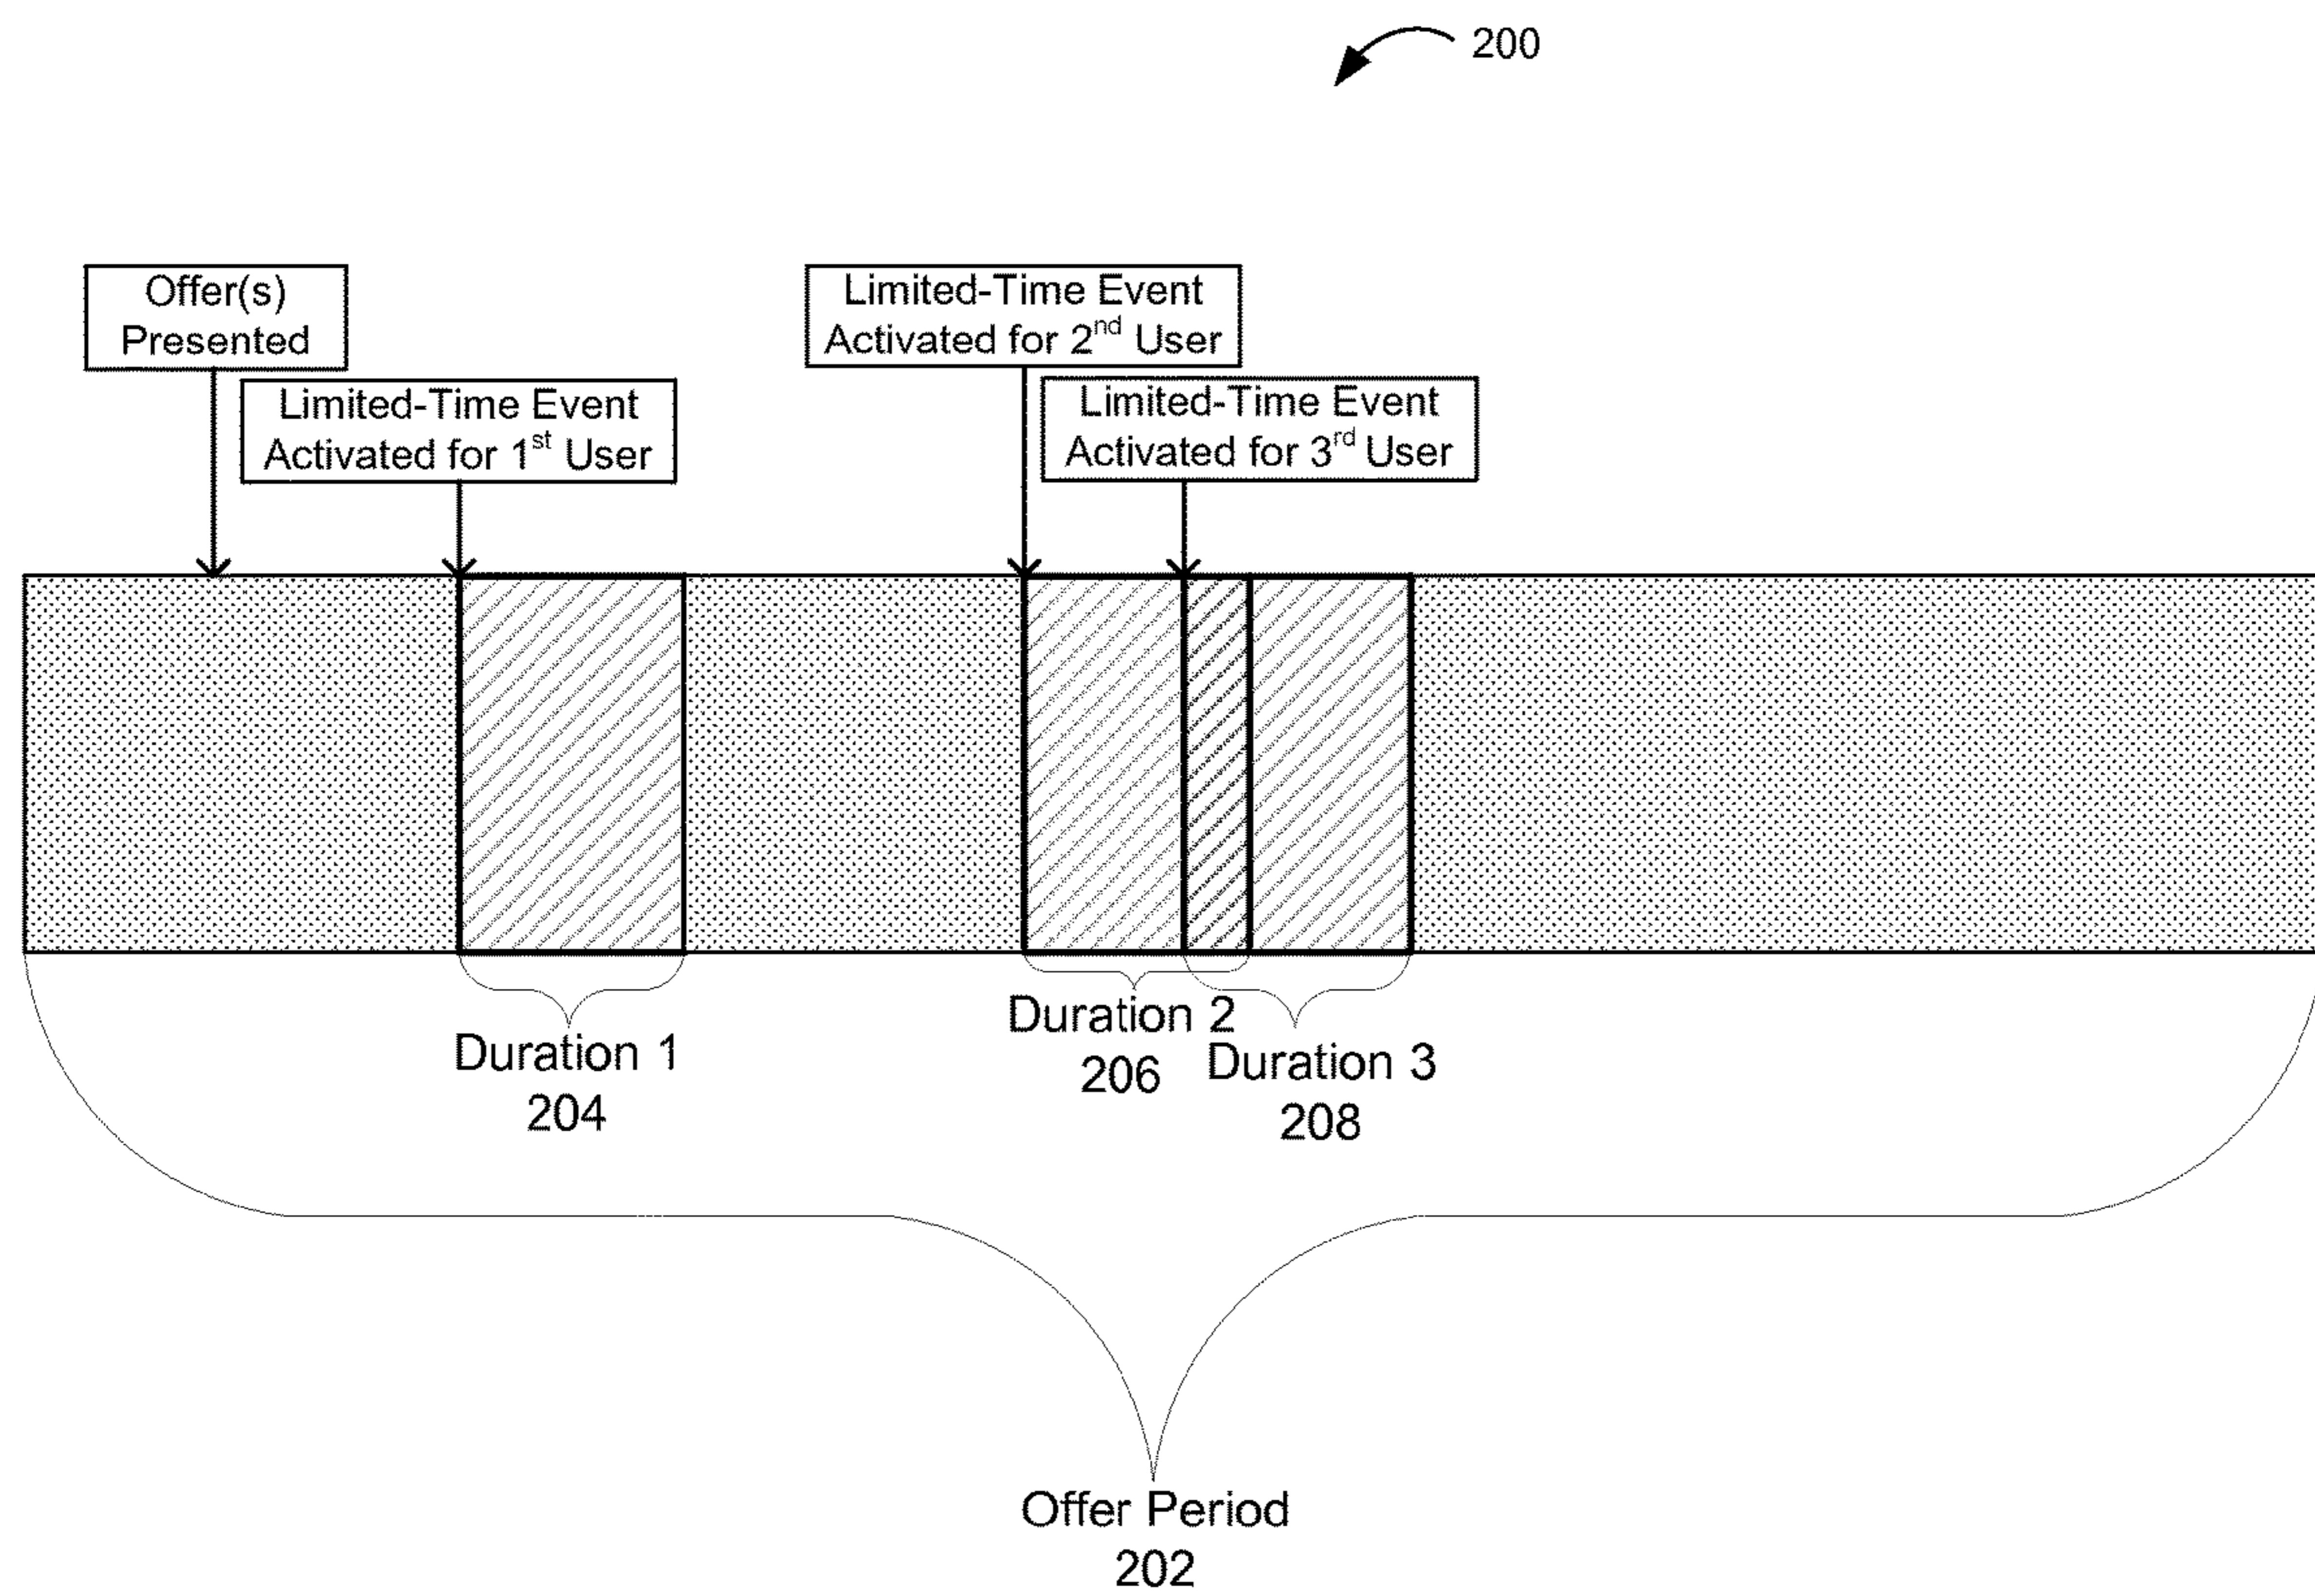 200
Offer(s)
Presented
Limited-Time Event
Activated for 1st User
Limited-Time Event
Activated for 2nd User
Limited-Time Event
Activated for 3rd User
Duration 1
204
Duration 2
206
Duration 3
208
Offer Period
202